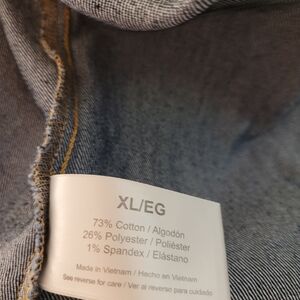 XL/EG
73% Cotton / Algodón
26% Polyester / Poliéster
1% Spandex / Elástano
Made in Vietnam / Hecho en Vietnam
See reverse for care / Ver al reverso para cuidado